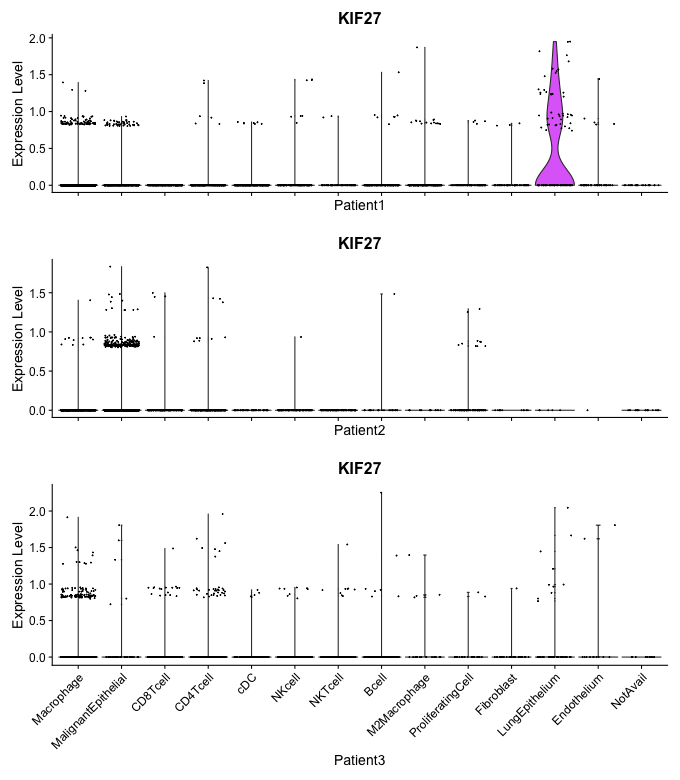 KIF27
Expression Level
2.0
1.5
1.0
0.5
0.0
Patient1
KIF27
Expression Level
1.5
1.0
0.5
0.0
Patient2
KIF27
Expression Level
2.0
1.5
1.0
0.5
0.0
Macrophage
MalignantEpithelial
CD8Tcell
CD4Tcell
cDC
NKcell
NKTcell
Bcell
M2Macrophage
ProliferatingCell
Fibroblast
LungEpithelium
Endothelium
NotAvail
Patient3